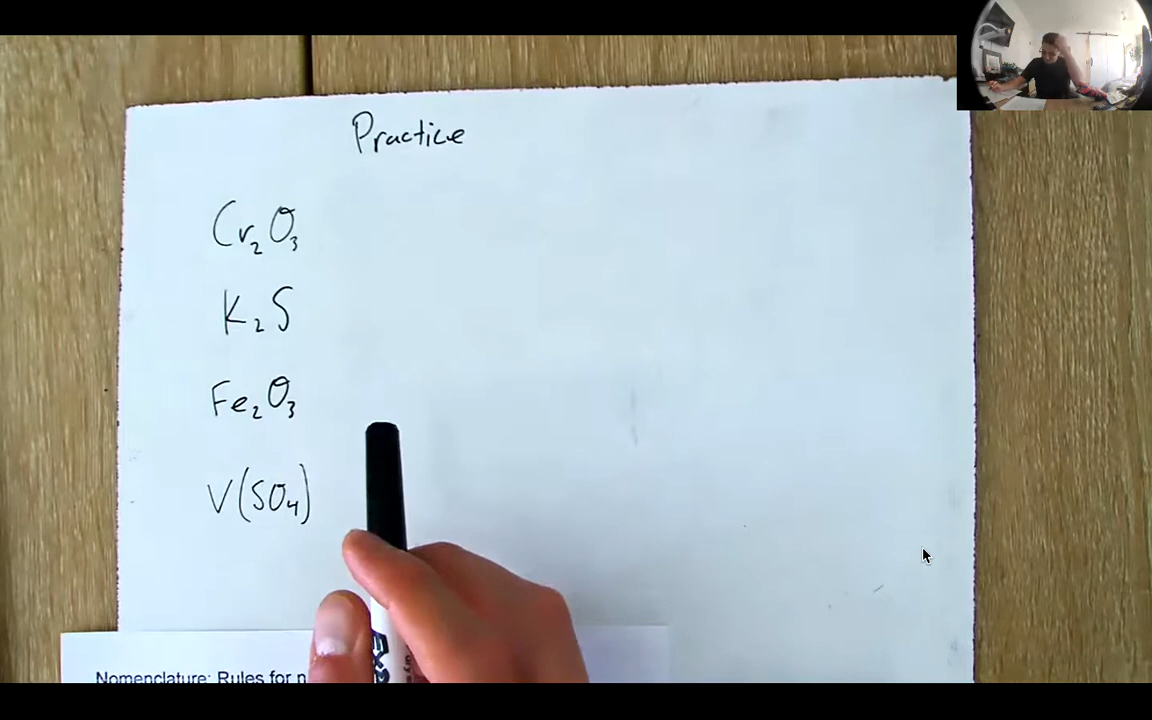 Practice
Cr₂O₃
K₂S
Fe₂O₃
V(SO₄)
Nomenclature: Rules for n